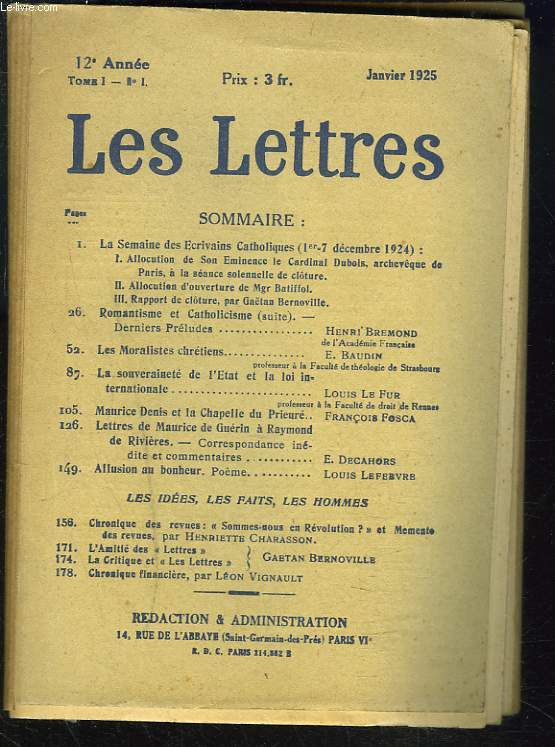 Le-livre.com
12e Année
TOME I — No I.
Prix : 3 fr.
Janvier 1925
Les Lettres
Pages
SOMMAIRE :
1. La Semaine des Ecrivains Catholiques (1er-7 décembre 1924) :
I. Allocution de Son Eminence le Cardinal Dubois, archevêque de
Paris, à la séance solennelle de clôture.
II. Allocution d'ouverture de Mgr Batiffol.
III. Rapport de clôture, par Gaëtan Bernoville.
26. Romantisme et Catholicisme (suite). —
Derniers Préludes ................ HENRI BREMOND
de l'Académie Française
52. Les Moralistes chrétiens.............. E. BAUDIN
professeur à la Faculté de théologie de Strasbourg
87. La souveraineté de l'Etat et la loi in-
ternationale ....................... LOUIS LE FUR
professeur à la Faculté de droit de Rennes
105. Maurice Denis et la Chapelle du Prieuré.. FRANÇOIS FOSCA
126. Lettres de Maurice de Guérin à Raymond
de Rivières. — Correspondance iné-
dite et commentaires ........... E. DECAHORS
149. Allusion au bonheur. Poème............ LOUIS LEFEBVRE
LES IDÉES, LES FAITS, LES HOMMES
158. Chronique des revues : « Sommes-nous en Révolution ? » et Memento
des revues, par HENRIETTE CHARASSON.
171. L'Amitié des « Lettres »
174. La Critique et « Les Lettres » } GAETAN BERNOVILLE
178. Chronique financière, par LÉON VIGNAULT
REDACTION & ADMINISTRATION
14, RUE DE L'ABBAYE (Saint-Germain-des-Prés) PARIS VIe
R. D. C. PARIS 214,882 B